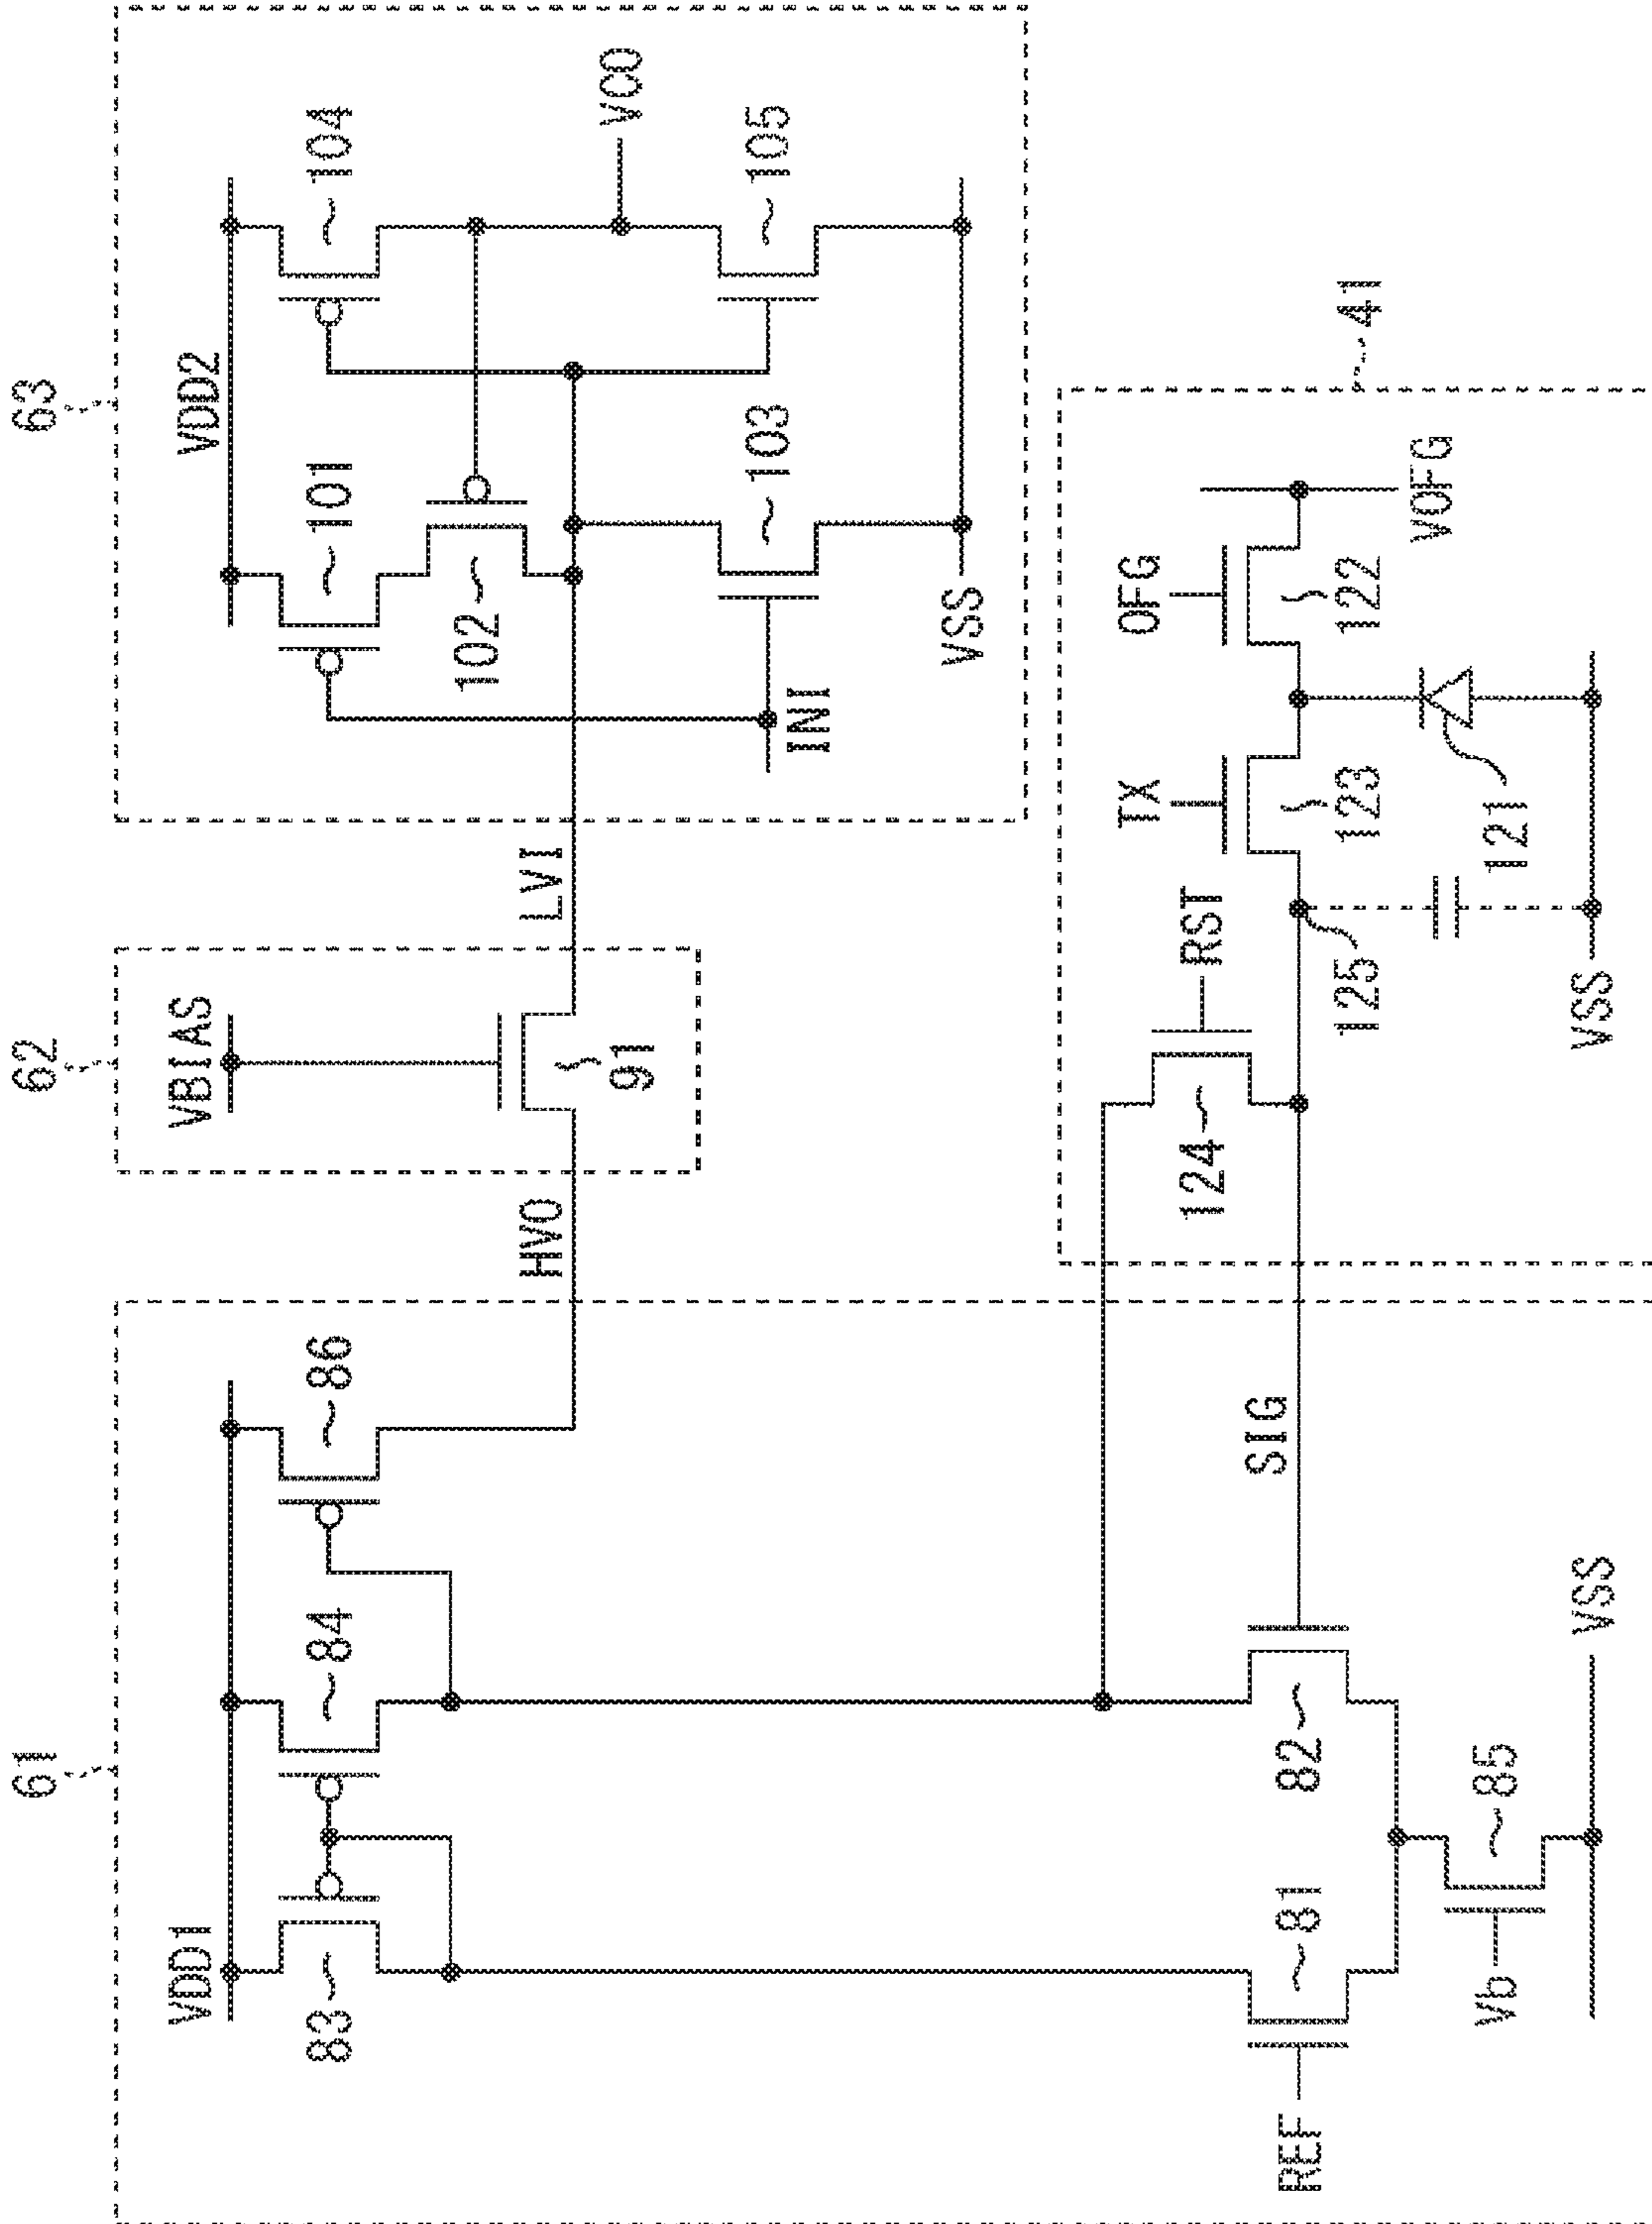 61
62
63
VDD1
83
84
86
HVO
VBIAS
91
LVI
VDD2
101
104
102
VCO
103
105
INI
VSS
REF
81
82
SIG
Vb
85
VSS
41
124
RST
TX
OFG
123
122
125
121
VOFG
VSS